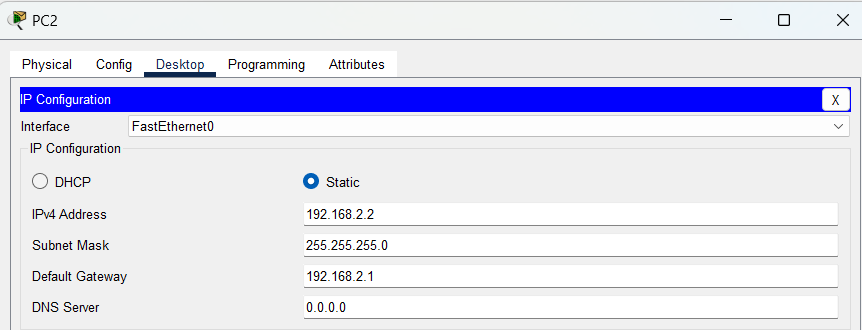 PC2
Physical Config Desktop Programming Attributes
IP Configuration X
Interface FastEthernet0
IP Configuration
DHCP Static
IPv4 Address 192.168.2.2
Subnet Mask 255.255.255.0
Default Gateway 192.168.2.1
DNS Server 0.0.0.0